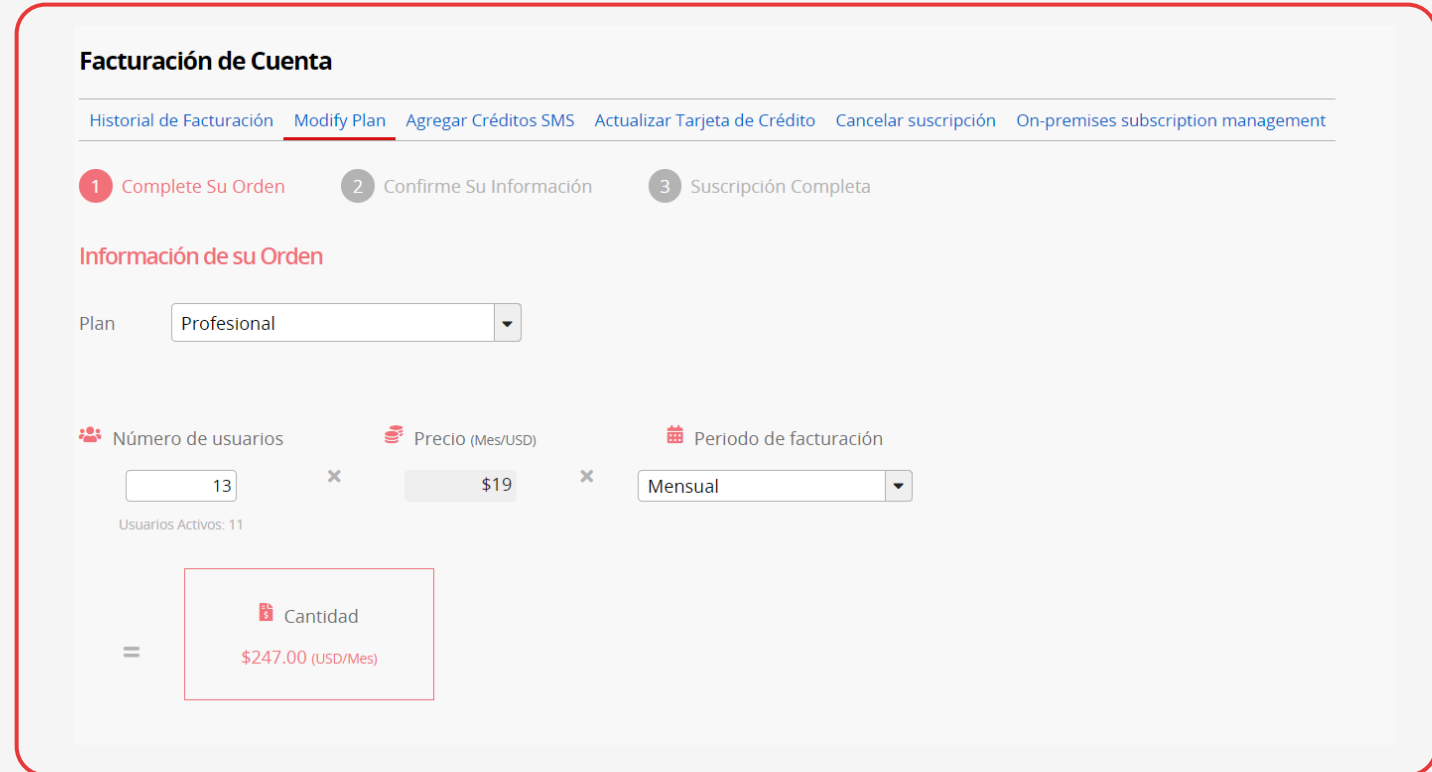 Facturación de Cuenta
Historial de Facturación Modify Plan Agregar Créditos SMS Actualizar Tarjeta de Crédito Cancelar suscripción On-premises subscription management
1 Complete Su Orden 2 Confirme Su Información 3 Suscripción Completa
Información de su Orden
Plan Profesional
Número de usuarios Precio (Mes/USD) Periodo de facturación
13 × $19 × Mensual
Usuarios Activos: 11
$ Cantidad
= $247.00 (USD/Mes)